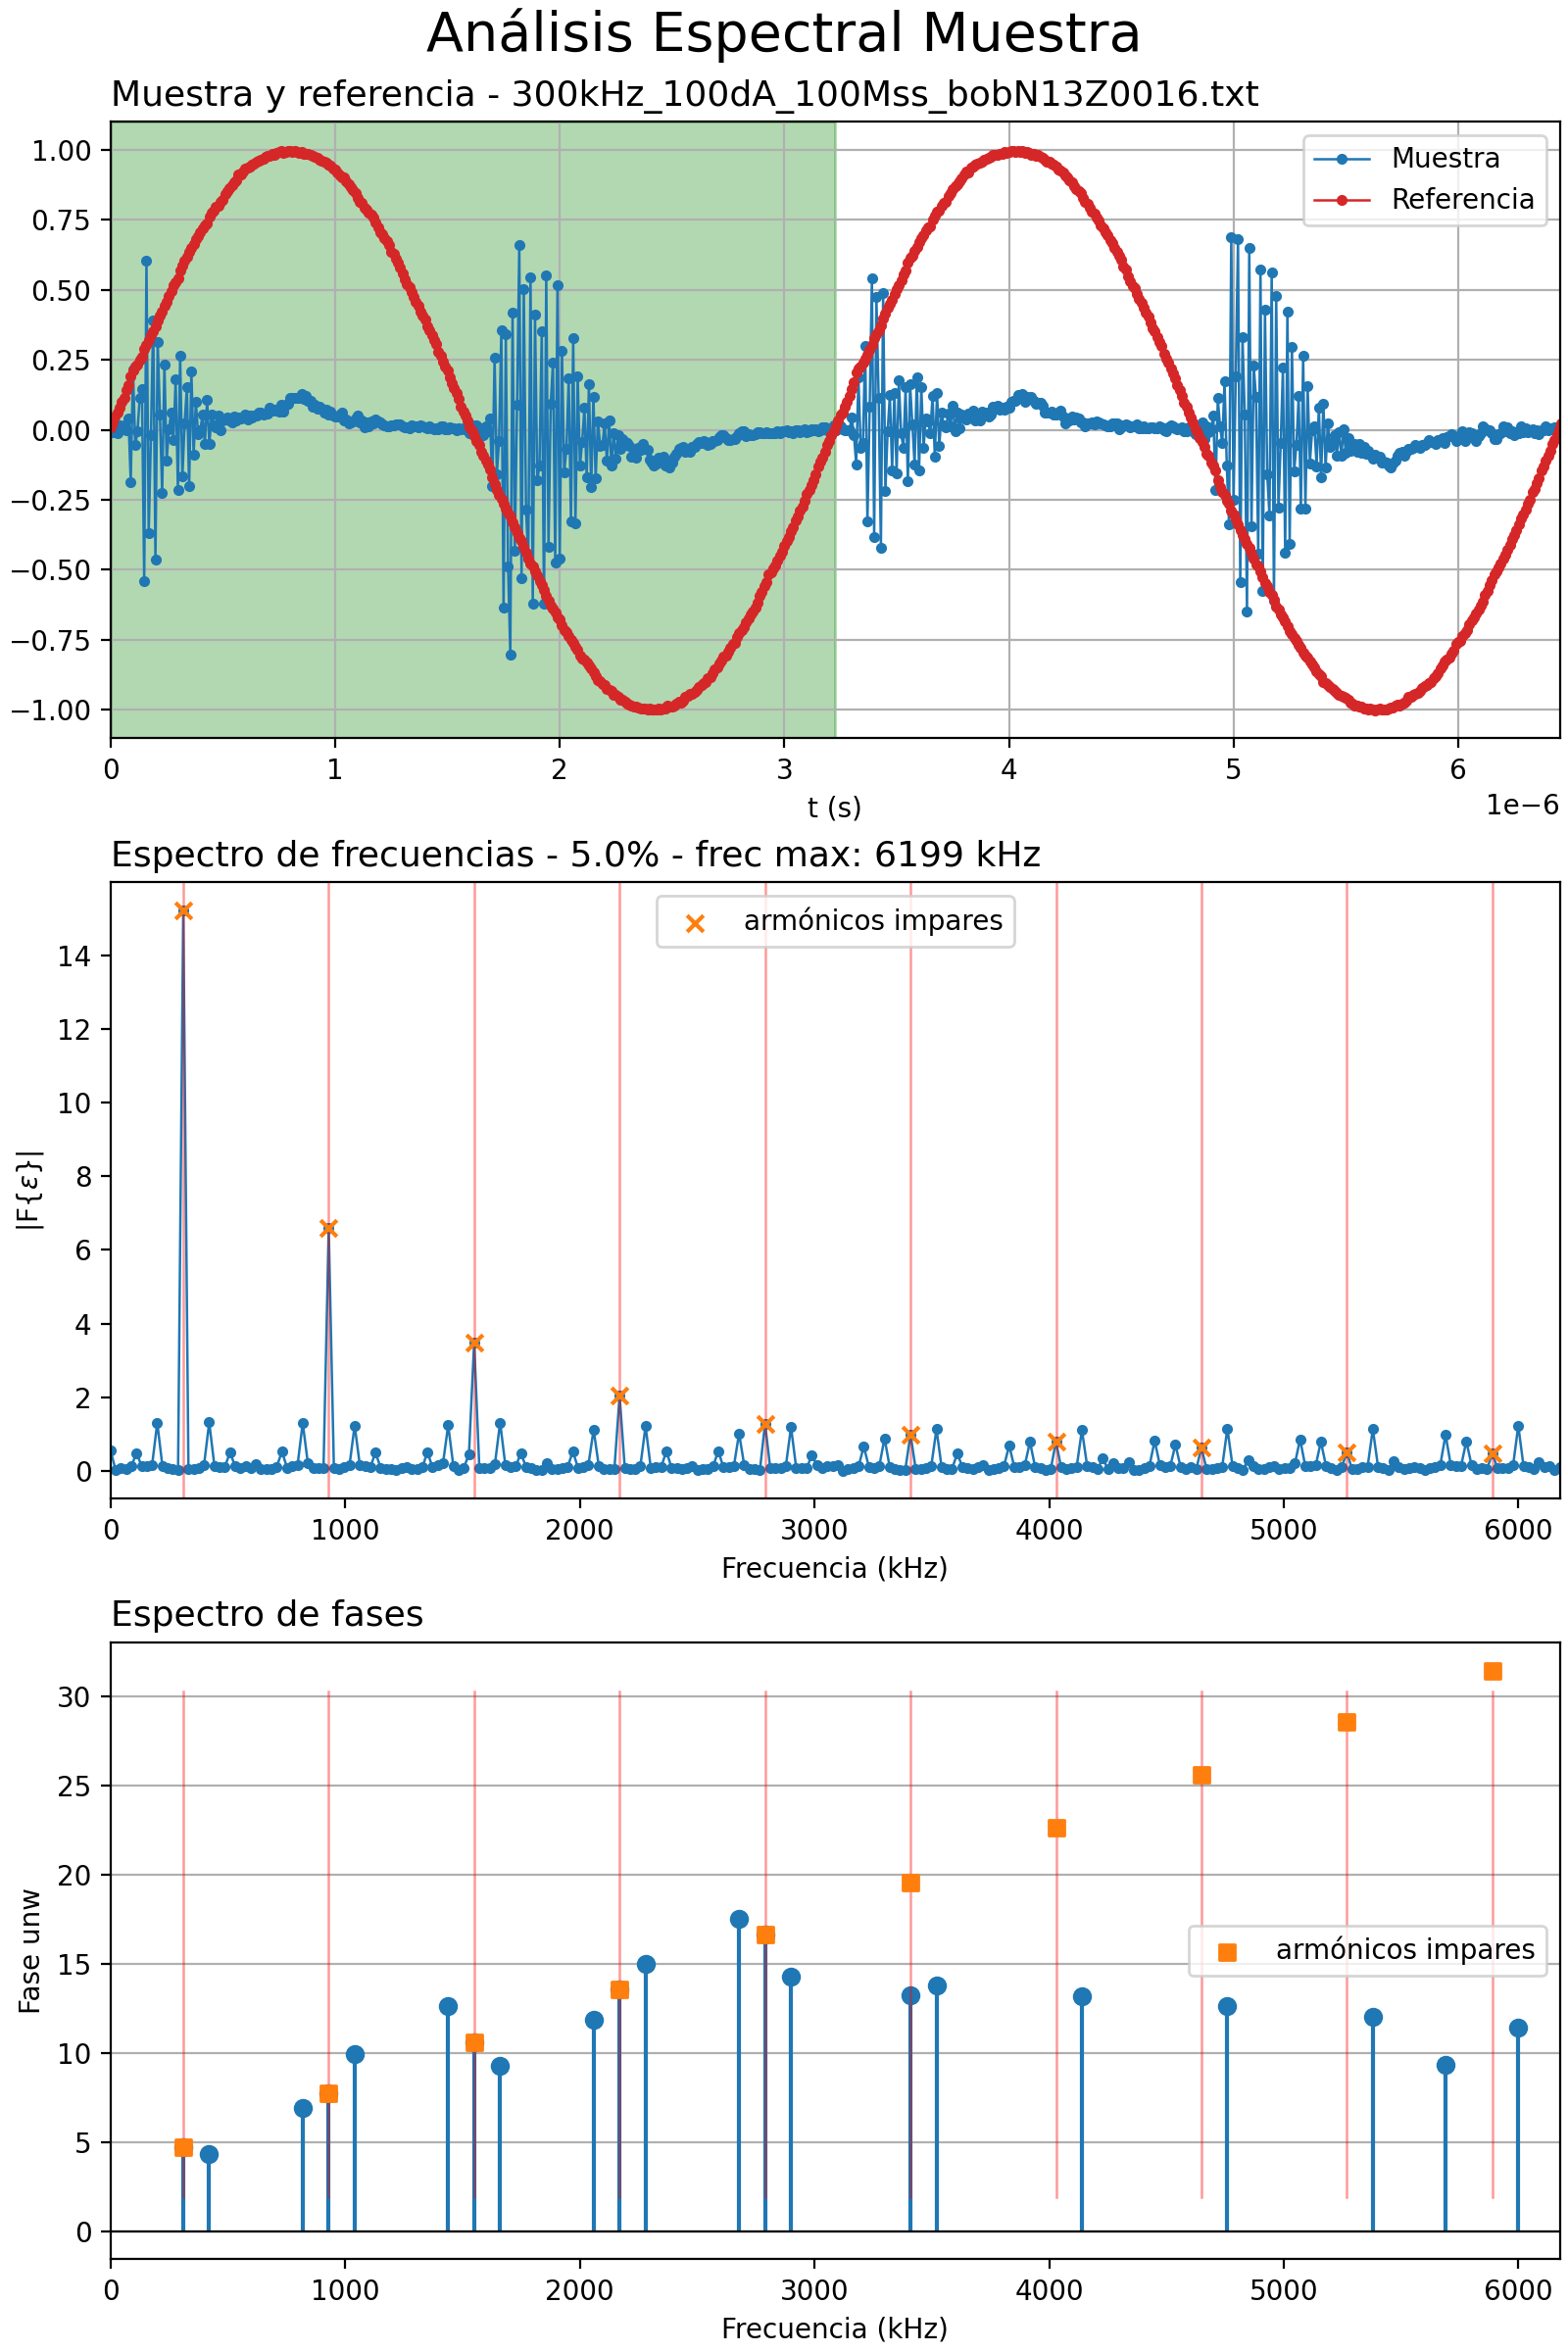 Análisis Espectral Muestra
Muestra y referencia - 300kHz_100dA_100Mss_bobN13Z0016.txt
1.00
0.75
0.50
0.25
0.00
−0.25
−0.50
−0.75
−1.00
Muestra
Referencia
0 1 2 3 4 5 6
t (s)
1e−6
Espectro de frecuencias - 5.0% - frec max: 6199 kHz
armónicos impares
14
12
10
8
6
4
2
0
|F{ε}|
0 1000 2000 3000 4000 5000 6000
Frecuencia (kHz)
Espectro de fases
30
25
20
15
10
5
0
Fase unw
armónicos impares
0 1000 2000 3000 4000 5000 6000
Frecuencia (kHz)